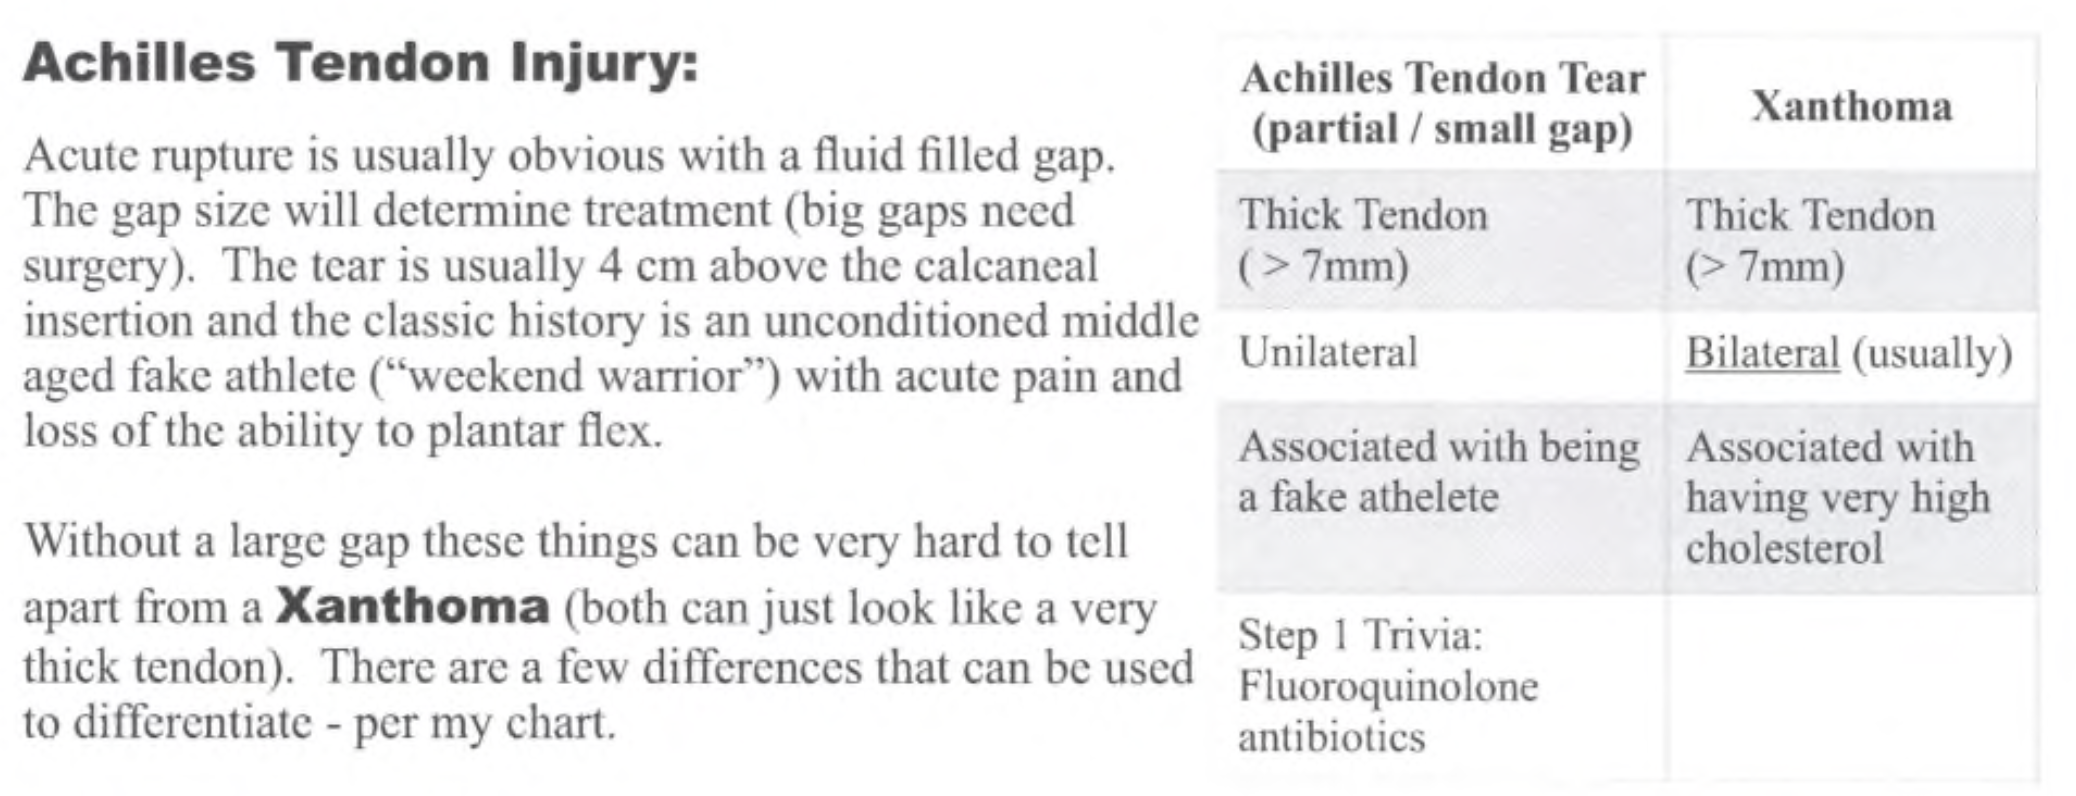 Achilles Tendon Injury:
Acute rupture is usually obvious with a fluid filled gap.
The gap size will determine treatment (big gaps need
surgery). The tear is usually 4 cm above the calcaneal
insertion and the classic history is an unconditioned middle
aged fake athlete (“weekend warrior”) with acute pain and
loss of the ability to plantar flex.
Without a large gap these things can be very hard to tell
apart from a Xanthoma (both can just look like a very
thick tendon). There are a few differences that can be used
to differentiate - per my chart.
Achilles Tendon Tear
(partial / small gap)
Xanthoma
Thick Tendon
( > 7mm)
Thick Tendon
(> 7mm)
Unilateral
Bilateral (usually)
Associated with being
a fake athelete
Associated with
having very high
cholesterol
Step 1 Trivia:
Fluoroquinolone
antibiotics